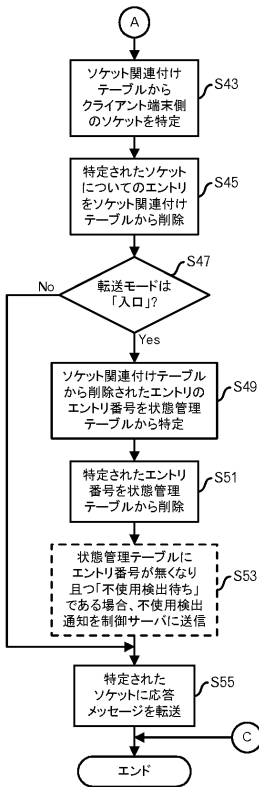 A
ソケット関連付け
テーブルから
クライアント端末側
のソケットを特定
S43
特定されたソケット
についてのエントリ
をソケット関連付け
テーブルから削除
S45
転送モードは
「入口」?
S47
No
Yes
ソケット関連付けテーブル
から削除されたエントリの
エントリ番号を状態管理
テーブルから特定
S49
特定されたエントリ
番号を状態管理
テーブルから削除
S51
状態管理テーブルに
エントリ番号が無くなり
且つ「不使用検出待ち」
である場合、不使用検出
通知を制御サーバに送信
S53
特定された
ソケットに応答
メッセージを転送
S55
C
エンド